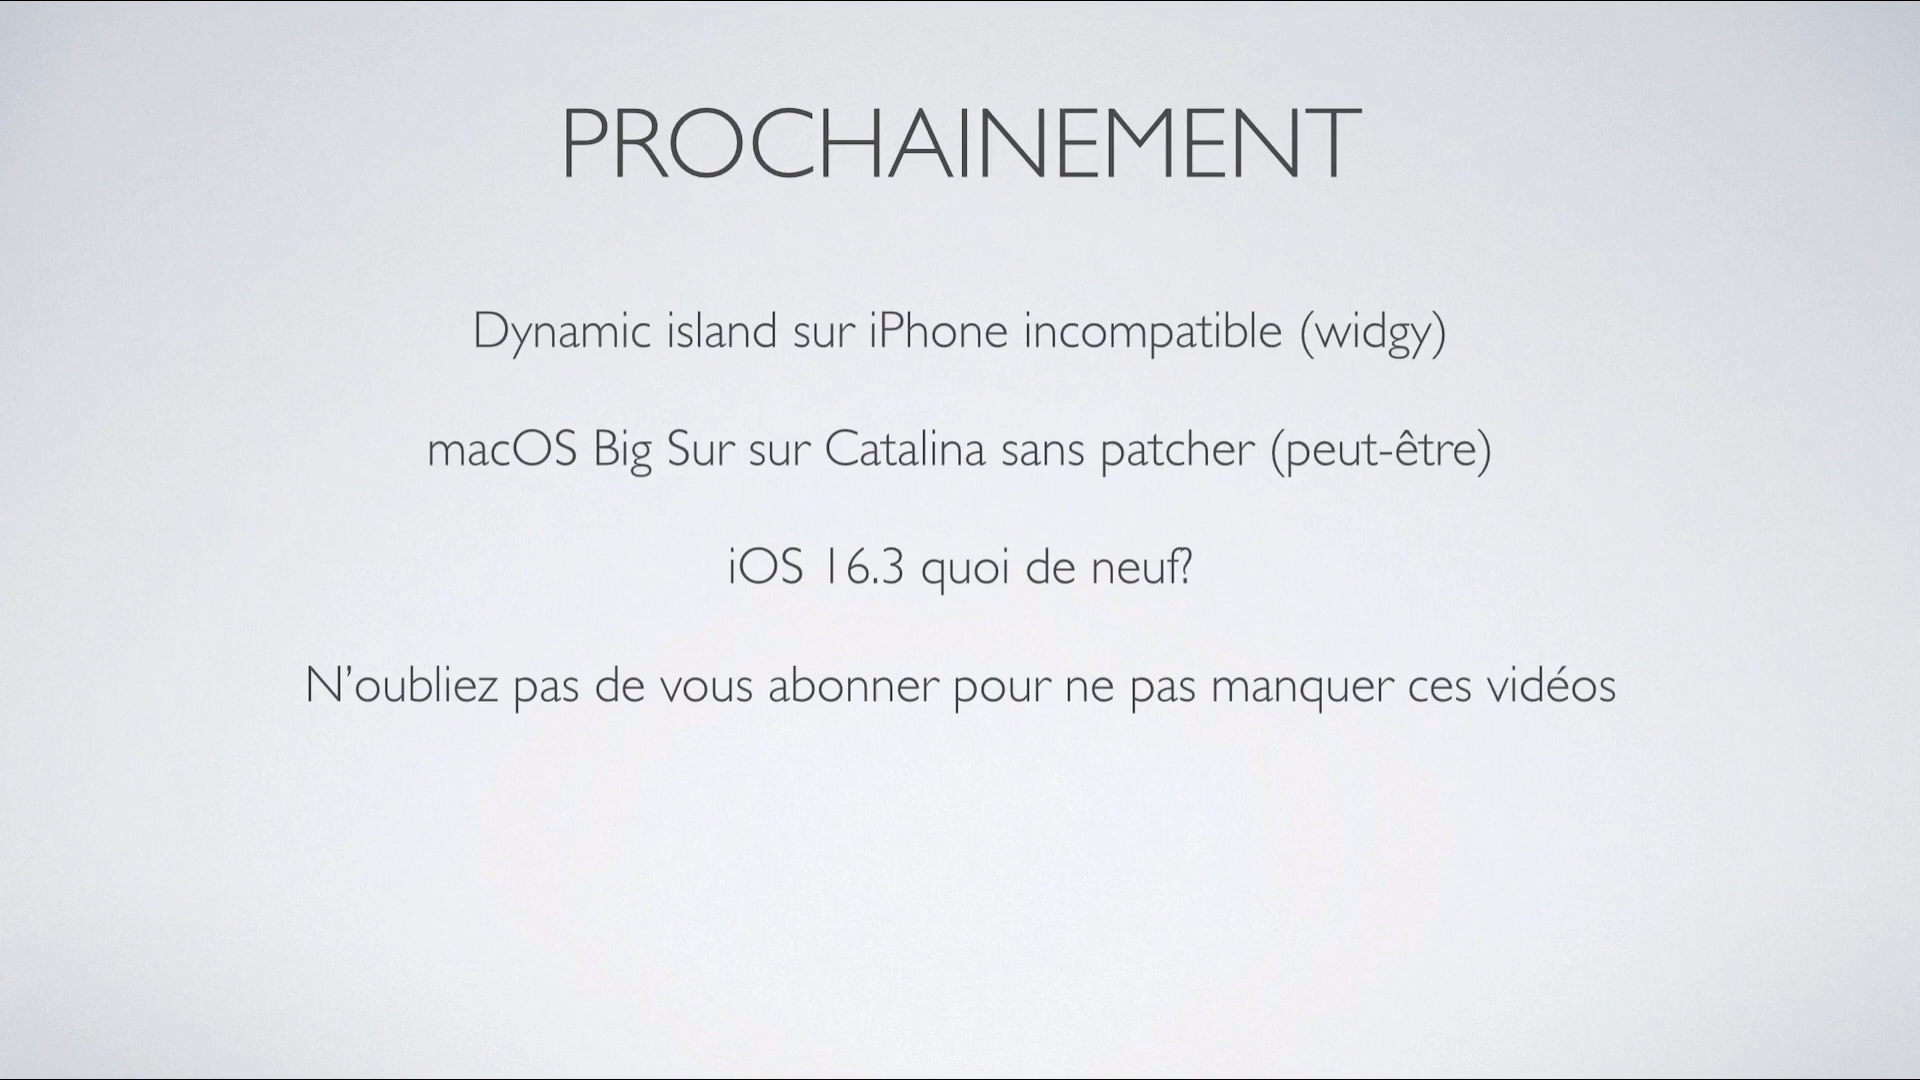 PROCHAINEMENT
Dynamic island sur iPhone incompatible (widgy)
macOS Big Sur sur Catalina sans patcher (peut-être)
iOS 16.3 quoi de neuf?
N’oubliez pas de vous abonner pour ne pas manquer ces vidéos